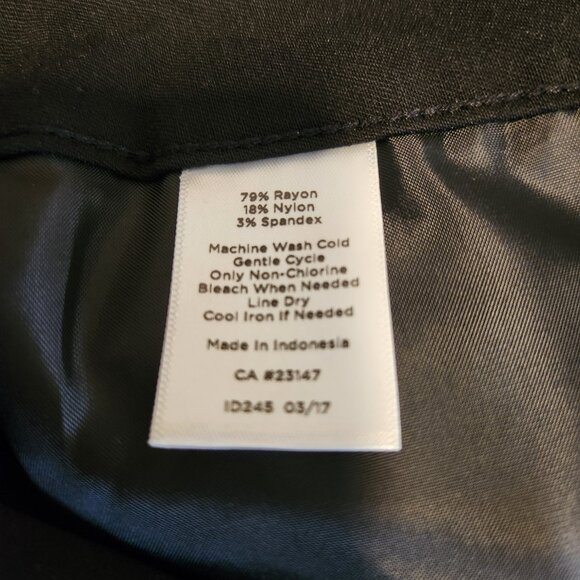 79% Rayon
18% Nylon
3% Spandex
Machine Wash Cold
Gentle Cycle
Only Non-Chlorine
Bleach When Needed
Line Dry
Cool Iron If Needed
Made In Indonesia
CA #23147
ID245 03/17